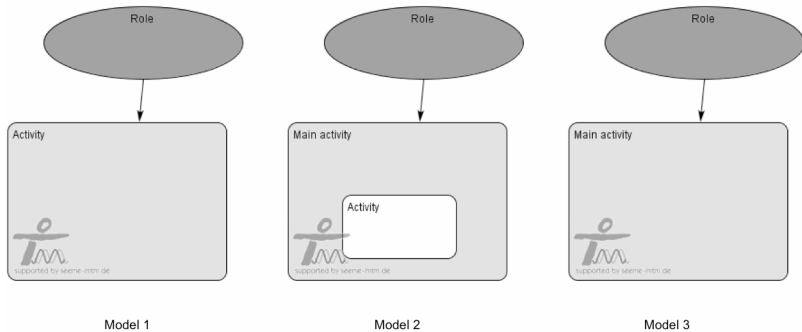 Role
Role
Role
Activity
Main activity
Main activity
Activity
supported by seeme-imtm.de
supported by seeme-imtm.de
supported by seeme-imtm.de
Model 1
Model 2
Model 3